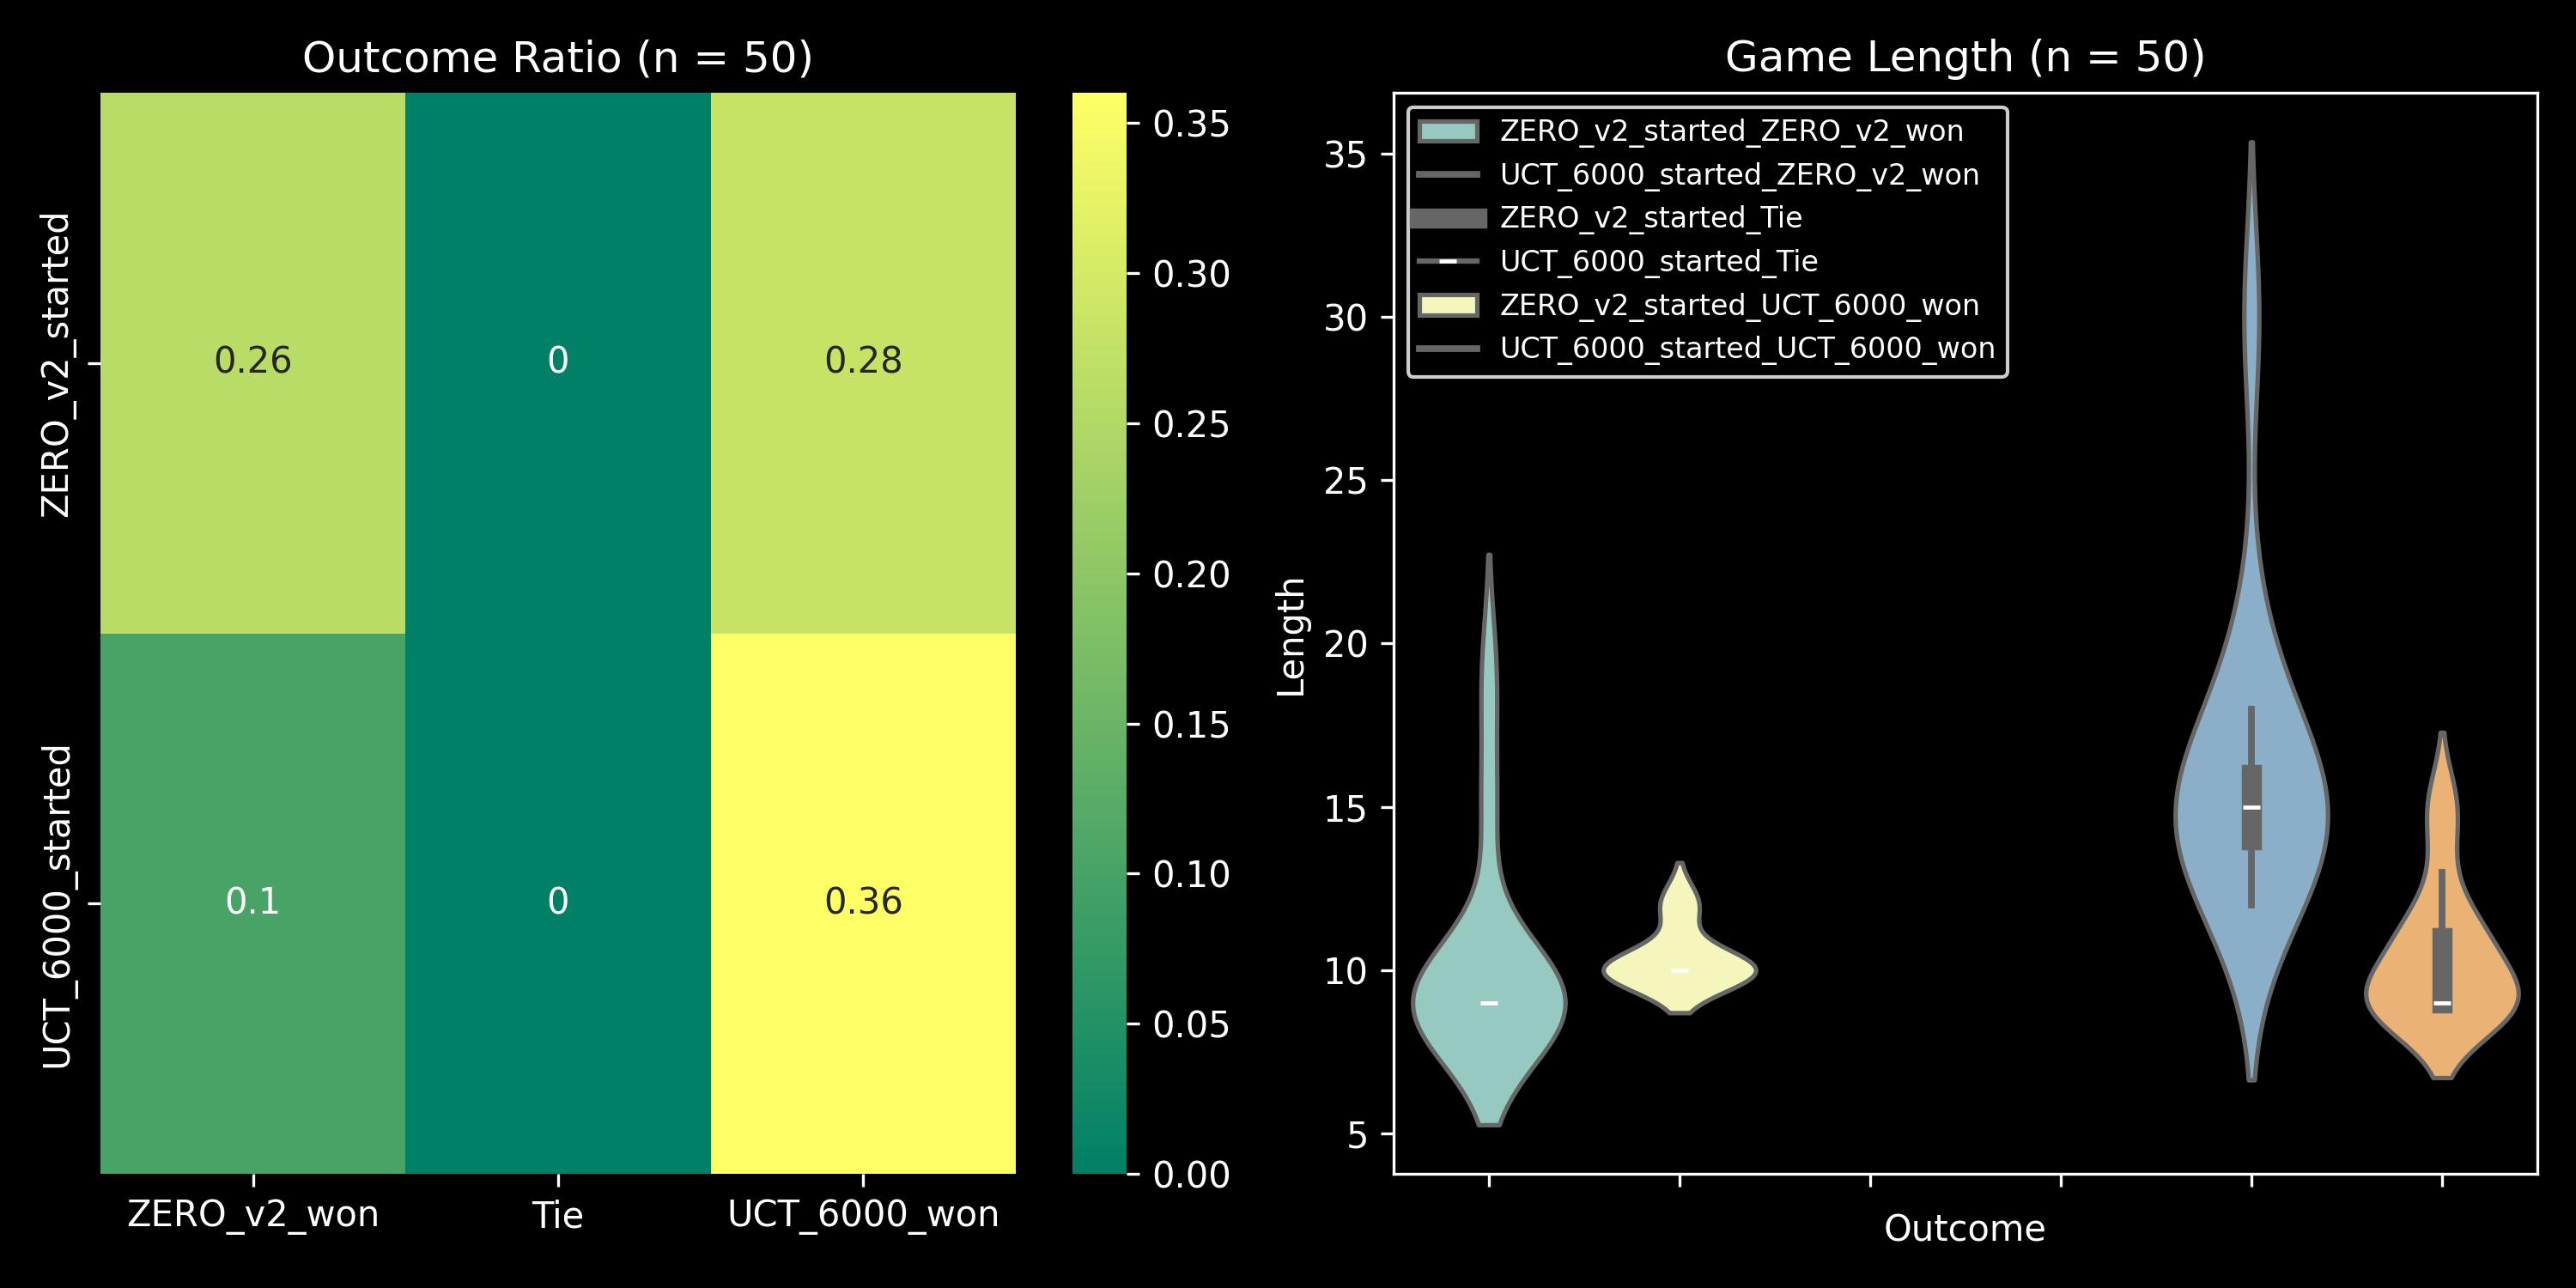 Outcome Ratio (n = 50)
ZERO_v2_started
UCT_6000_started
0.26
0
0.28
0.1
0
0.36
ZERO_v2_won
Tie
UCT_6000_won
0.35
0.30
0.25
0.20
0.15
0.10
0.05
0.00
Game Length (n = 50)
Length
35
30
25
20
15
10
5
ZERO_v2_started_ZERO_v2_won
UCT_6000_started_ZERO_v2_won
ZERO_v2_started_Tie
UCT_6000_started_Tie
ZERO_v2_started_UCT_6000_won
UCT_6000_started_UCT_6000_won
Outcome